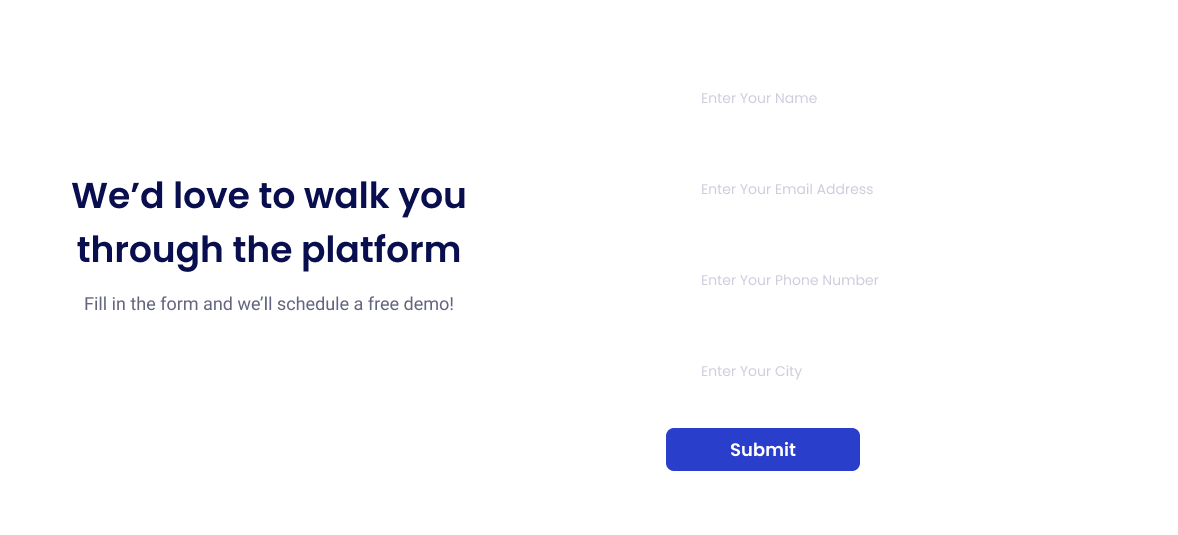 We’d love to walk you
through the platform
Fill in the form and we’ll schedule a free demo!
Enter Your Name
Enter Your Email Address
Enter Your Phone Number
Enter Your City
Submit